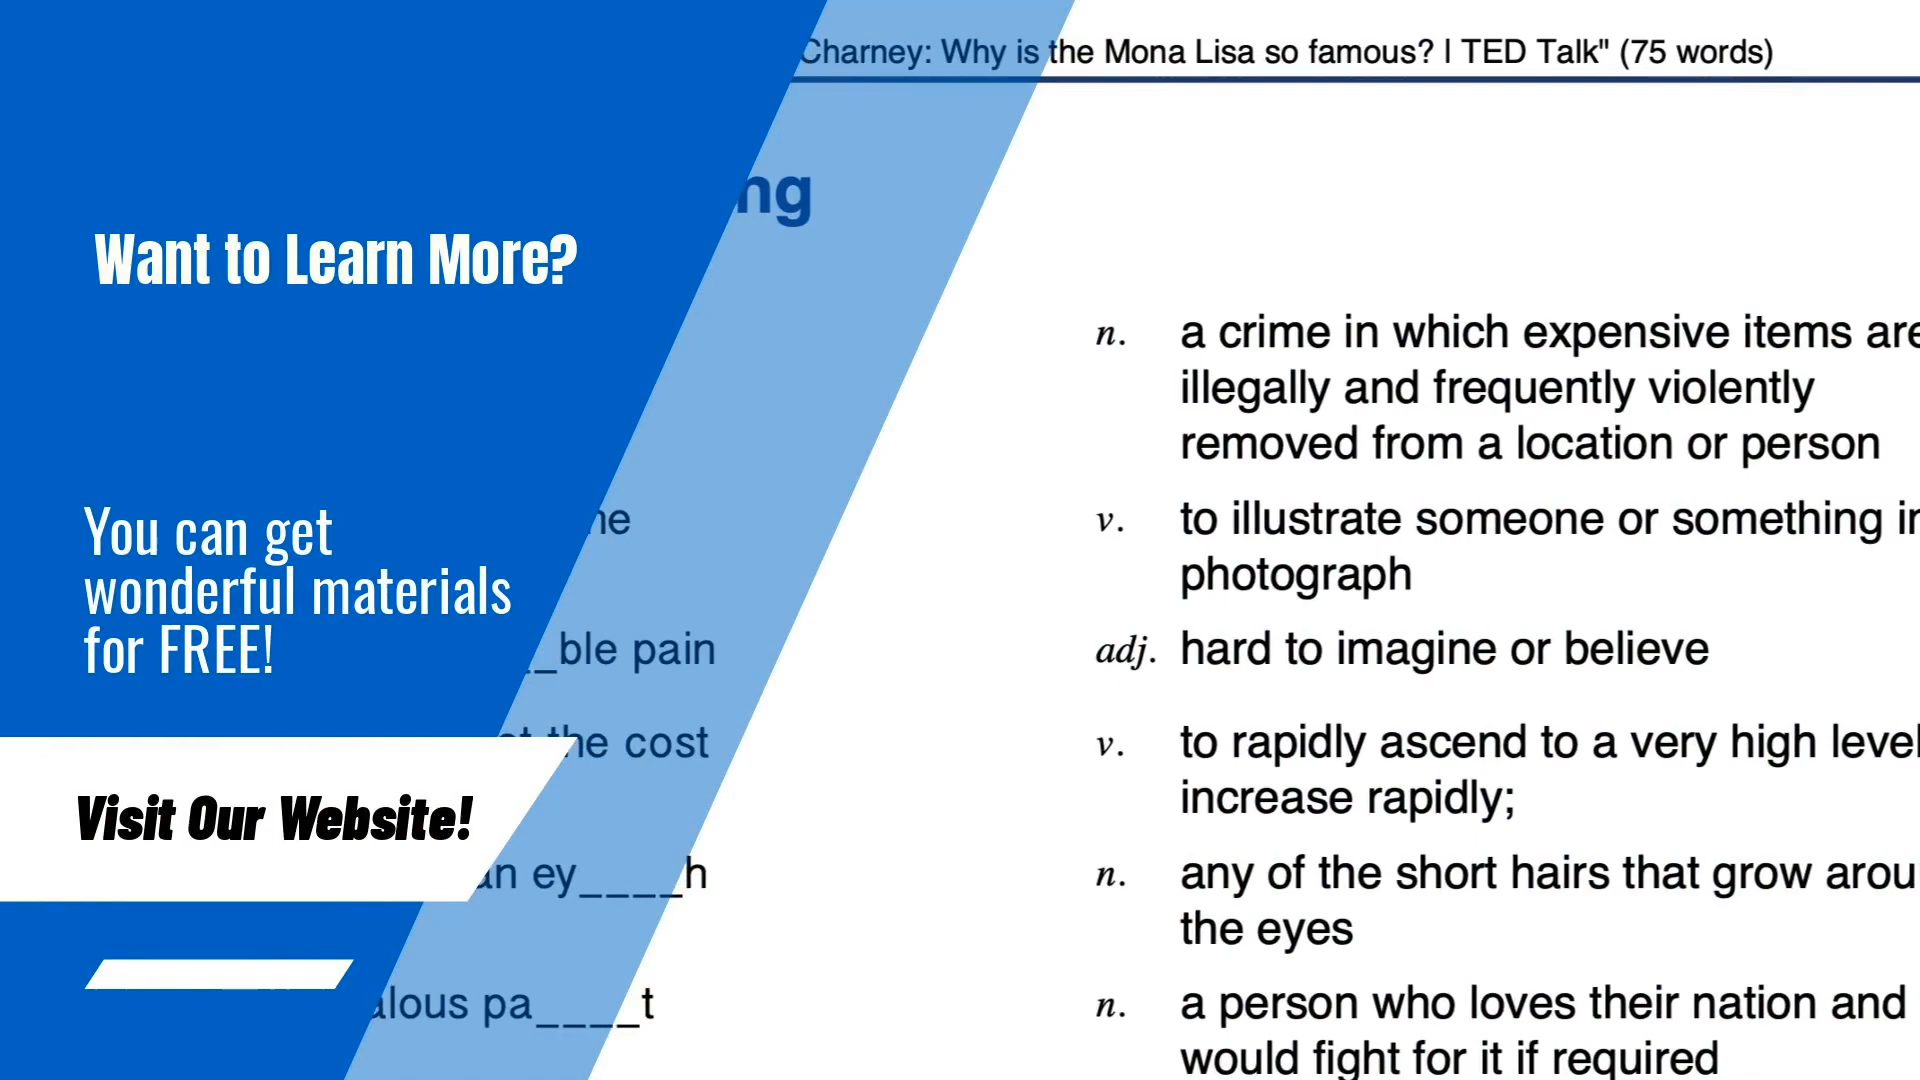 Charney: Why is the Mona Lisa so famous? | TED Talk" (75 words)
Want to Learn More?
You can get
wonderful materials
for FREE!
Visit Our Website!
n. a crime in which expensive items are
illegally and frequently violently
removed from a location or person
v. to illustrate someone or something in
photograph
_ble pain
adj. hard to imagine or believe
the cost
v. to rapidly ascend to a very high level
increase rapidly;
an ey____h
n. any of the short hairs that grow arou
the eyes
alous pa____t
n. a person who loves their nation and
would fight for it if required